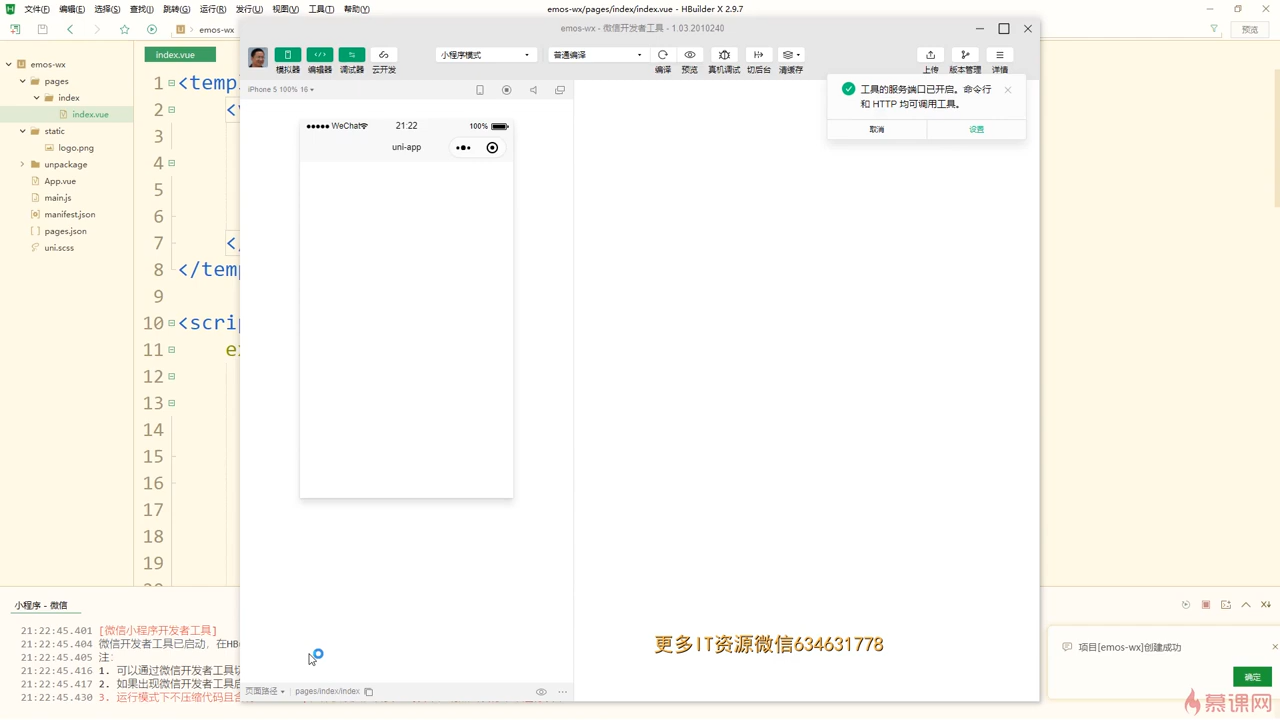 文件(F) 编辑(E) 选择(S) 查找(I) 跳转(G) 运行(R) 发行(U) 视图(V) 工具(T) 帮助(Y)
emos-wx/pages/index/index.vue - HBuilder X 2.9.7
emos-wx
预览
emos-wx
pages
index
index.vue
static
logo.png
unpackage
App.vue
main.js
manifest.json
pages.json
uni.scss
index.vue
1 <temp
2 <
3
4
5
6
7 </
8 </temp
9
10 <scri
11
12
13
14
15
16
17
18
19
emos-wx - 微信开发者工具 - 1.03.2010240
模拟器 编辑器 调试器 云开发
小程序模式 普通编译
编译 预览 真机调试 切后台 清缓存
上传 版本管理 详情
iPhone 5 100% 16
WeChat 21:22 100%
uni-app
工具的服务端口已开启。命令行
和 HTTP 均可调用工具。
取消 设置
页面路径 pages/index/index
小程序 - 微信
21:22:45.401 [微信小程序开发者工具]
21:22:45.404 微信开发者工具已启动，在HB
21:22:45.405 注:
21:22:45.416 1. 可以通过微信开发者工具切
21:22:45.417 2. 如果出现微信开发者工具启
21:22:45.430 3. 运行模式下不压缩代码且含
更多IT资源微信634631778
项目[emos-wx]创建成功
确定
慕课网